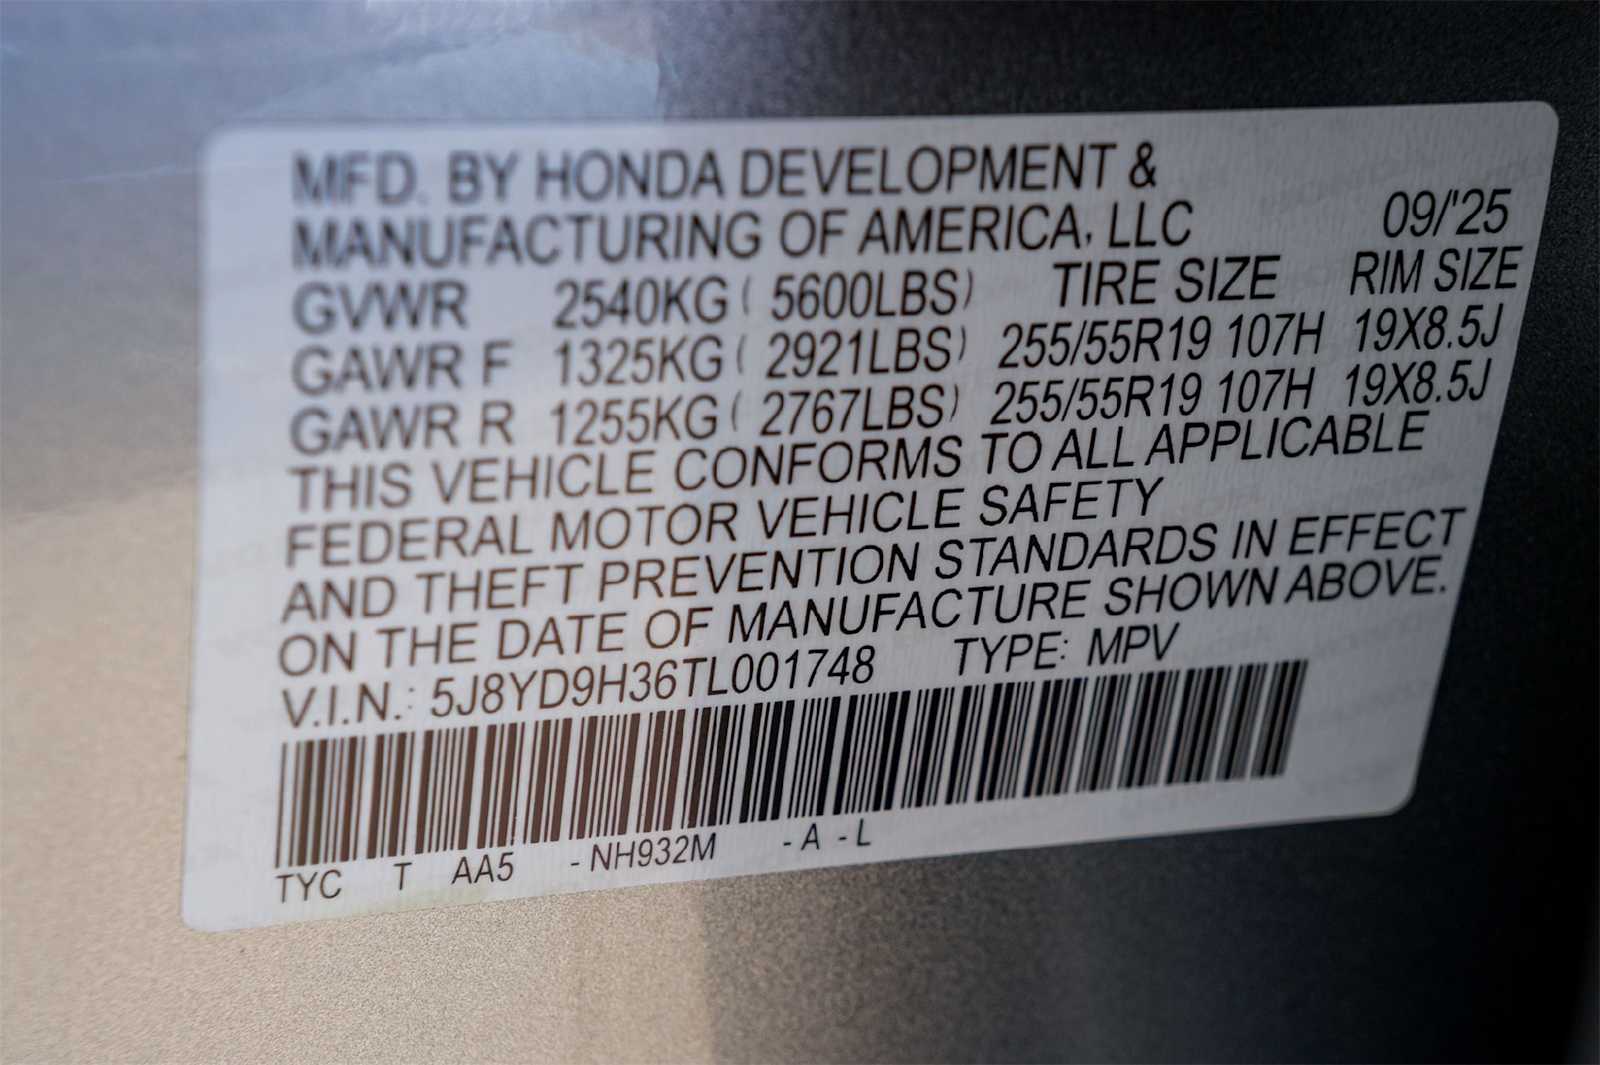 MFD. BY HONDA DEVELOPMENT &
MANUFACTURING OF AMERICA, LLC 09/'25
GVWR 2540KG ( 5600LBS) TIRE SIZE RIM SIZE
GAWR F 1325KG ( 2921LBS) 255/55R19 107H 19X8.5J
GAWR R 1255KG ( 2767LBS) 255/55R19 107H 19X8.5J
THIS VEHICLE CONFORMS TO ALL APPLICABLE
FEDERAL MOTOR VEHICLE SAFETY
AND THEFT PREVENTION STANDARDS IN EFFECT
ON THE DATE OF MANUFACTURE SHOWN ABOVE.
V.I.N.: 5J8YD9H36TL001748 TYPE: MPV
TYC T AA5 - NH932M - A - L